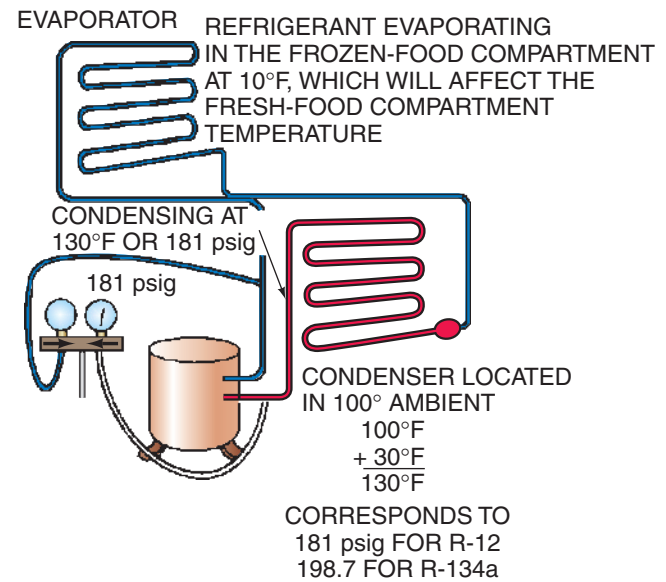 EVAPORATOR
REFRIGERANT EVAPORATING
IN THE FROZEN-FOOD COMPARTMENT
AT 10°F, WHICH WILL AFFECT THE
FRESH-FOOD COMPARTMENT
TEMPERATURE
CONDENSING AT
130°F OR 181 psig
181 psig
CONDENSER LOCATED
IN 100° AMBIENT
100°F
+ 30°F
130°F
CORRESPONDS TO
181 psig FOR R-12
198.7 FOR R-134a